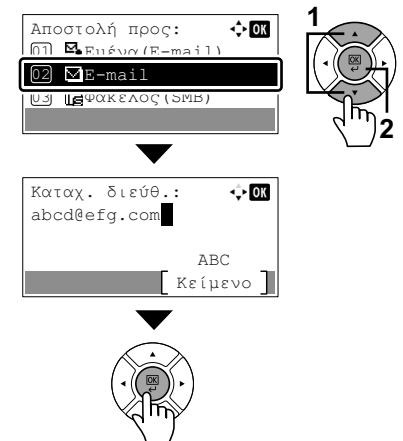 Αποστολή προς: OK
01 Εμένα(E-mail)
02 E-mail
03 Φάκελος(SMB)
1
OK
2
Καταχ. διεύθ.: OK
abcd@efg.com
ABC
[ Κείμενο ]
OK